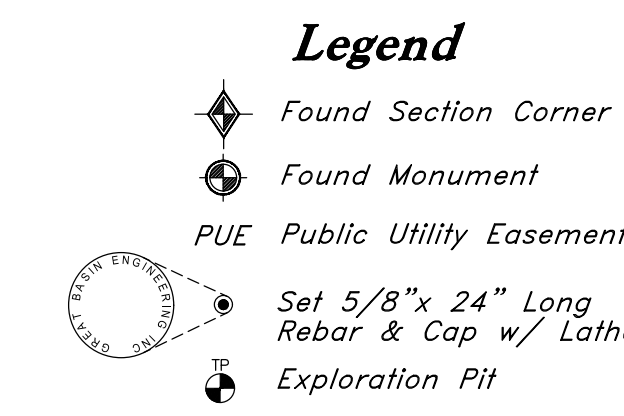 Legend
Found Section Corner
Found Monument
PUE Public Utility Easement
GREAT BASIN ENGINEERING INC
Set 5/8”x 24” Long
Rebar & Cap w/
TP
Exploration Pit